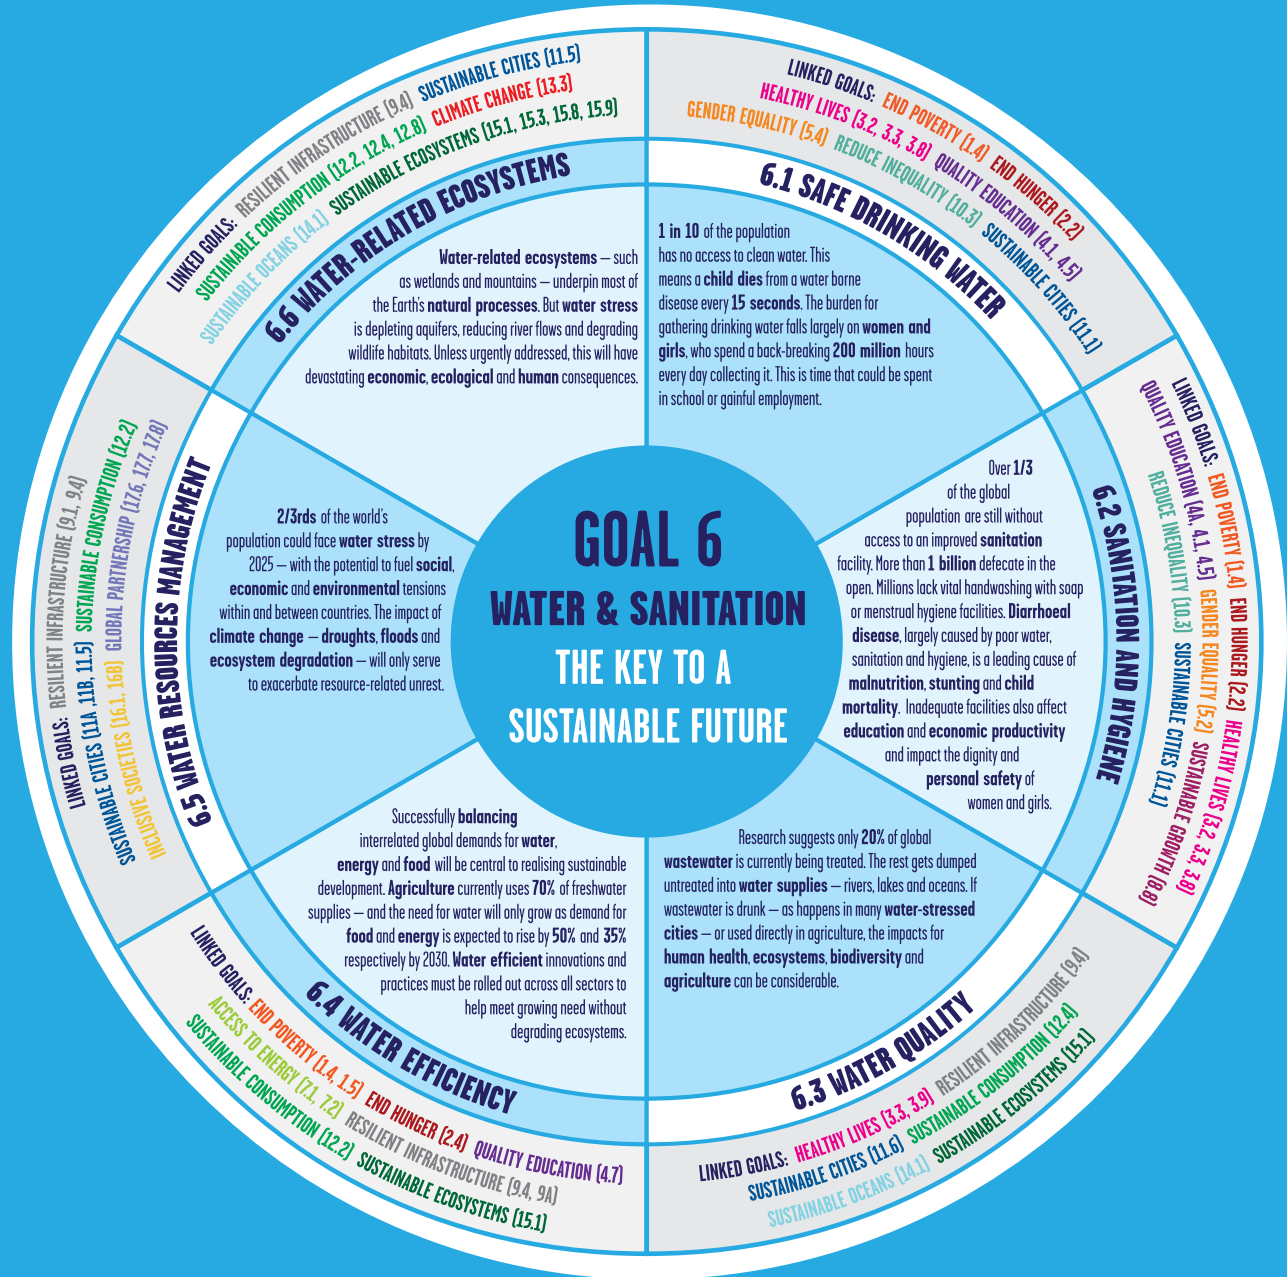 GOAL 6
WATER & SANITATION
THE KEY TO A
SUSTAINABLE FUTURE
LINKED GOALS: END POVERTY (1.4) END HUNGER (2.2)
HEALTHY LIVES (3.2, 3.3, 3.8) QUALITY EDUCATION (4.1, 4.5)
GENDER EQUALITY (5.4) REDUCE INEQUALITY (10.3) SUSTAINABLE CITIES (11.1)
6.1 SAFE DRINKING WATER
1 in 10 of the population
has no access to clean water. This
means a child dies from a water borne
disease every 15 seconds. The burden for
gathering drinking water falls largely on women and
girls, who spend a back-breaking 200 million hours
every day collecting it. This is time that could be spent
in school or gainful employment.
LINKED GOALS: END POVERTY (1.4) END HUNGER (2.2) HEALTHY LIVES (3.2, 3.3, 3.8)
QUALITY EDUCATION (4A, 4.1, 4.5) GENDER EQUALITY (5.2) SUSTAINABLE GROWTH (8.8)
REDUCE INEQUALITY (10.3) SUSTAINABLE CITIES (11.1)
6.2 SANITATION AND HYGIENE
Over 1/3
of the global
population are still without
access to an improved sanitation
facility. More than 1 billion defecate in the
open. Millions lack vital handwashing with soap
or menstrual hygiene facilities. Diarrhoeal
disease, largely caused by poor water,
sanitation and hygiene, is a leading cause of
malnutrition, stunting and child
mortality. Inadequate facilities also affect
education and economic productivity
and impact the dignity and
personal safety of
women and girls.
6.3 WATER QUALITY
Research suggests only 20% of global
wastewater is currently being treated. The rest gets dumped
untreated into water supplies – rivers, lakes and oceans. If
wastewater is drunk – as happens in many water-stressed
cities – or used directly in agriculture, the impacts for
human health, ecosystems, biodiversity and
agriculture can be considerable.
LINKED GOALS: HEALTHY LIVES (3.3, 3.9) RESILIENT INFRASTRUCTURE (9.4)
SUSTAINABLE CITIES (11.6) SUSTAINABLE CONSUMPTION (12.4)
SUSTAINABLE OCEANS (14.1) SUSTAINABLE ECOSYSTEMS (15.1)
6.4 WATER EFFICIENCY
Successfully balancing
interrelated global demands for water,
energy and food will be central to realising sustainable
development. Agriculture currently uses 70% of freshwater
supplies – and the need for water will only grow as demand for
food and energy is expected to rise by 50% and 35%
respectively by 2030. Water efficient innovations and
practices must be rolled out across all sectors to
help meet growing need without
degrading ecosystems.
LINKED GOALS: END POVERTY (1.4, 1.5) END HUNGER (2.4) QUALITY EDUCATION (4.7)
ACCESS TO ENERGY (7.1, 7.2) RESILIENT INFRASTRUCTURE (9.4, 9A)
SUSTAINABLE CONSUMPTION (12.2) SUSTAINABLE ECOSYSTEMS (15.1)
LINKED GOALS: RESILIENT INFRASTRUCTURE (9.1, 9.4)
SUSTAINABLE CITIES (11A ,11B, 11.5) SUSTAINABLE CONSUMPTION (12.2)
INCLUSIVE SOCIETIES (16.1, 16B) GLOBAL PARTNERSHIP (17.6, 17.7, 17.8)
6.5 WATER RESOURCES MANAGEMENT
2/3rds of the world's
population could face water stress by
2025 – with the potential to fuel social,
economic and environmental tensions
within and between countries. The impact of
climate change – droughts, floods and
ecosystem degradation – will only serve
to exacerbate resource-related unrest.
LINKED GOALS: RESILIENT INFRASTRUCTURE (9.4) SUSTAINABLE CITIES (11.5)
SUSTAINABLE CONSUMPTION (12.2, 12.4, 12.8) CLIMATE CHANGE (13.3)
SUSTAINABLE OCEANS (14.1) SUSTAINABLE ECOSYSTEMS (15.1, 15.3, 15.8, 15.9)
6.6 WATER-RELATED ECOSYSTEMS
Water-related ecosystems – such
as wetlands and mountains – underpin most of
the Earth's natural processes. But water stress
is depleting aquifers, reducing river flows and degrading
wildlife habitats. Unless urgently addressed, this will have
devastating economic, ecological and human consequences.